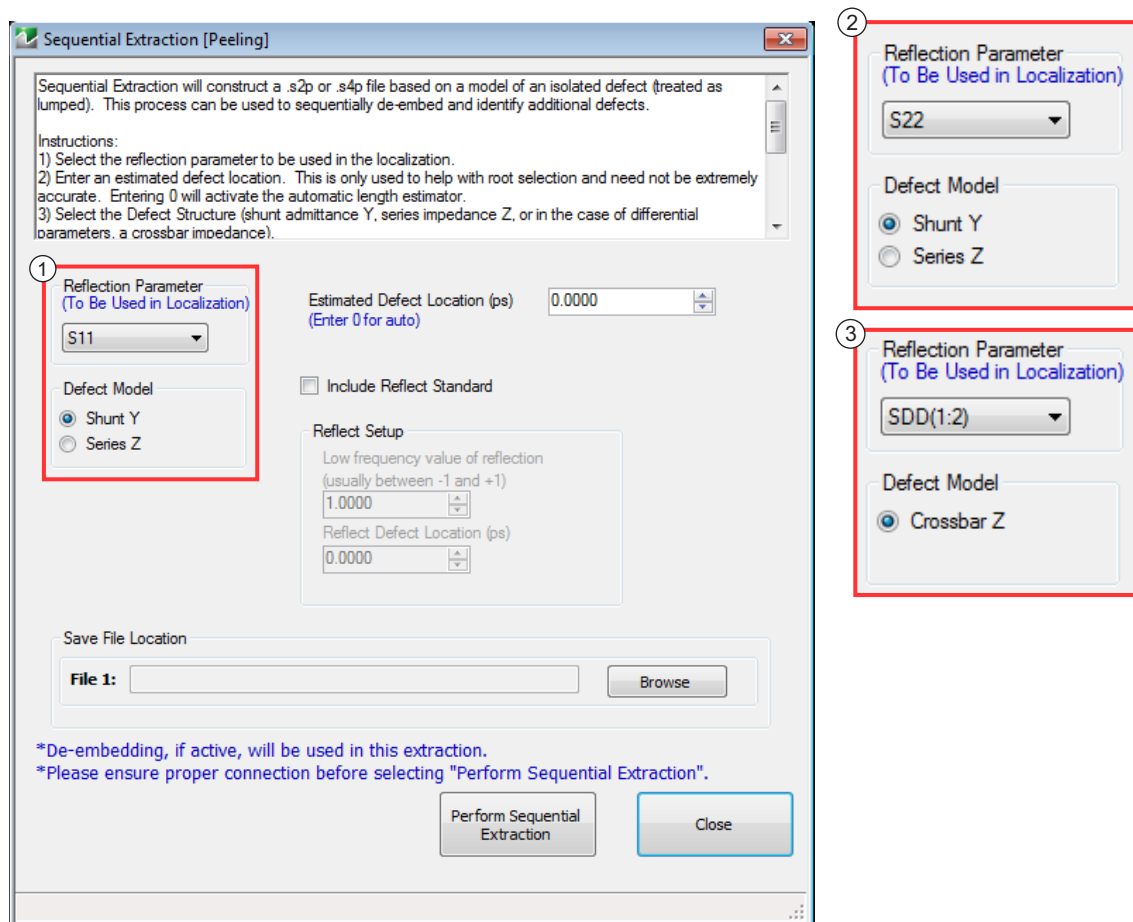 Sequential Extraction [Peeling]
Sequential Extraction will construct a .s2p or .s4p file based on a model of an isolated defect (treated as
lumped). This process can be used to sequentially de-embed and identify additional defects.
Instructions:
1) Select the reflection parameter to be used in the localization.
2) Enter an estimated defect location. This is only used to help with root selection and need not be extremely
accurate. Entering 0 will activate the automatic length estimator.
3) Select the Defect Structure (shunt admittance Y, series impedance Z, or in the case of differential
parameters, a crossbar impedance).
1
Reflection Parameter
(To Be Used in Localization)
S11
Defect Model
Shunt Y
Series Z
Estimated Defect Location (ps)
0.0000
(Enter 0 for auto)
Include Reflect Standard
Reflect Setup
Low frequency value of reflection
(usually between -1 and +1)
1.0000
Reflect Defect Location (ps)
0.0000
Save File Location
File 1:
Browse
*De-embedding, if active, will be used in this extraction.
*Please ensure proper connection before selecting "Perform Sequential Extraction".
Perform Sequential
Extraction
Close
2
Reflection Parameter
(To Be Used in Localization)
S22
Defect Model
Shunt Y
Series Z
3
Reflection Parameter
(To Be Used in Localization)
SDD(1:2)
Defect Model
Crossbar Z